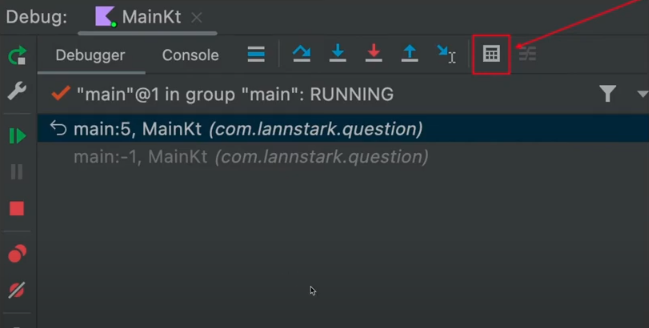 Debug: MainKt
Debugger Console
"main"@1 in group "main": RUNNING
main:5, MainKt (com.lannstark.question)
main:-1, MainKt (com.lannstark.question)